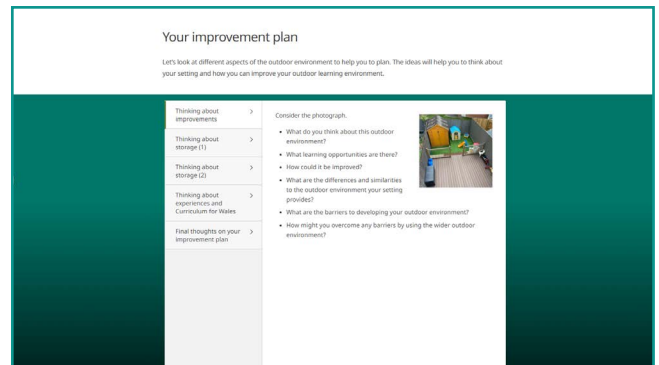 Your improvement plan
Let's look at different aspects of the outdoor environment to help you to plan. The ideas will help you to think about
your setting and how you can improve your outdoor learning environment.
Thinking about
improvements
Thinking about
storage (1)
Thinking about
storage (2)
Thinking about
experiences and
Curriculum for Wales
Final thoughts on your
improvement plan
Consider the photograph.
• What do you think about this outdoor
environment?
• What learning opportunities are there?
• How could it be improved?
• What are the differences and similarities
to the outdoor environment your setting
provides?
• What are the barriers to developing your outdoor environment?
• How might you overcome any barriers by using the wider outdoor
environment?